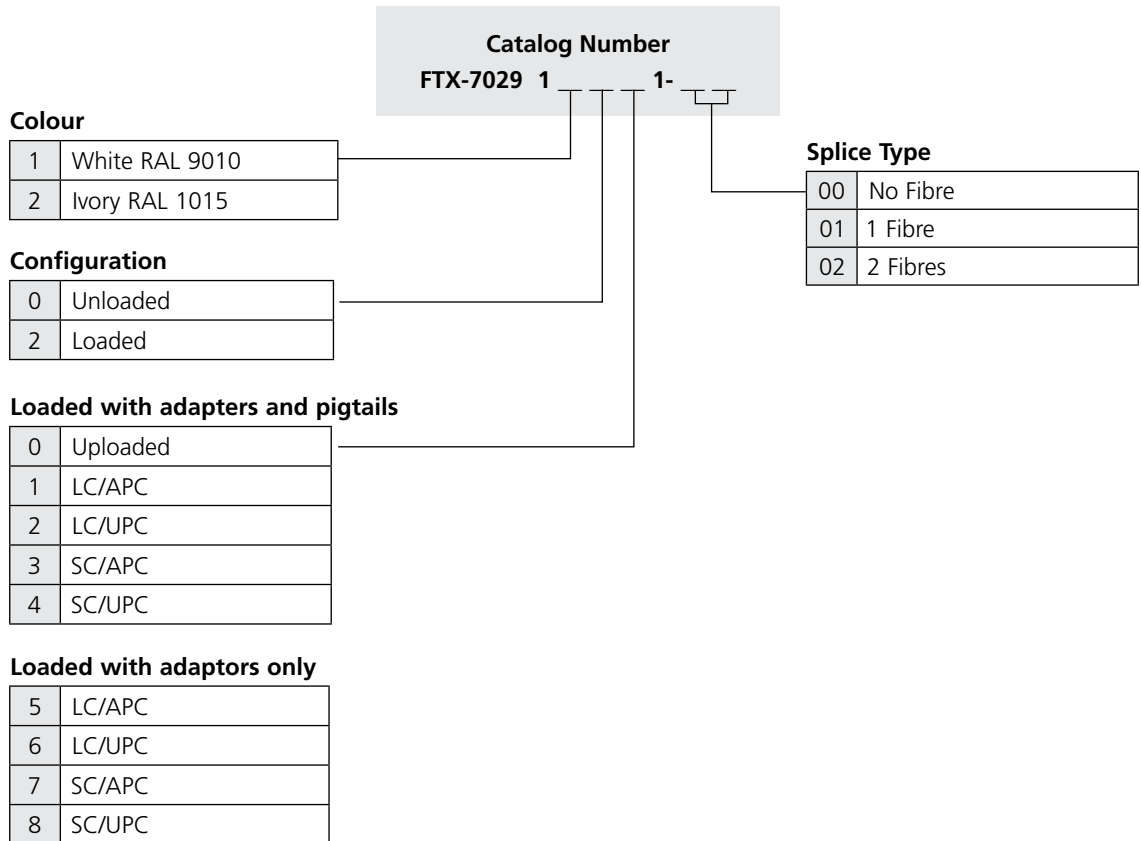 Catalog Number
FTX-7029 1 _ _ _ 1- _ _
Colour
1 White RAL 9010
2 Ivory RAL 1015
Configuration
0 Unloaded
2 Loaded
Loaded with adapters and pigtails
0 Uploaded
1 LC/APC
2 LC/UPC
3 SC/APC
4 SC/UPC
Loaded with adaptors only
5 LC/APC
6 LC/UPC
7 SC/APC
8 SC/UPC
Splice Type
00 No Fibre
01 1 Fibre
02 2 Fibres